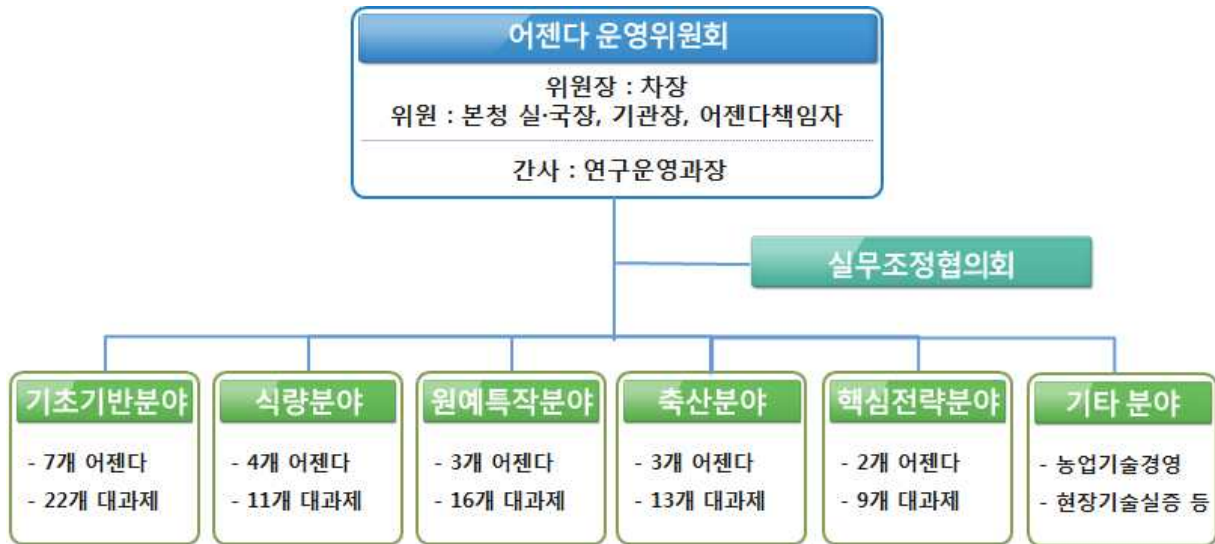 어젠다 운영위원회
위원장 : 차장
위원 : 본청 실·국장, 기관장, 어젠다책임자
간사 : 연구운영과장
실무조정협의회
기초기반분야
- 7개 어젠다
- 22개 대과제
식량분야
- 4개 어젠다
- 11개 대과제
원예특작분야
- 3개 어젠다
- 16개 대과제
축산분야
- 3개 어젠다
- 13개 대과제
핵심전략분야
- 2개 어젠다
- 9개 대과제
기타 분야
- 농업기술경영
- 현장기술실증 등